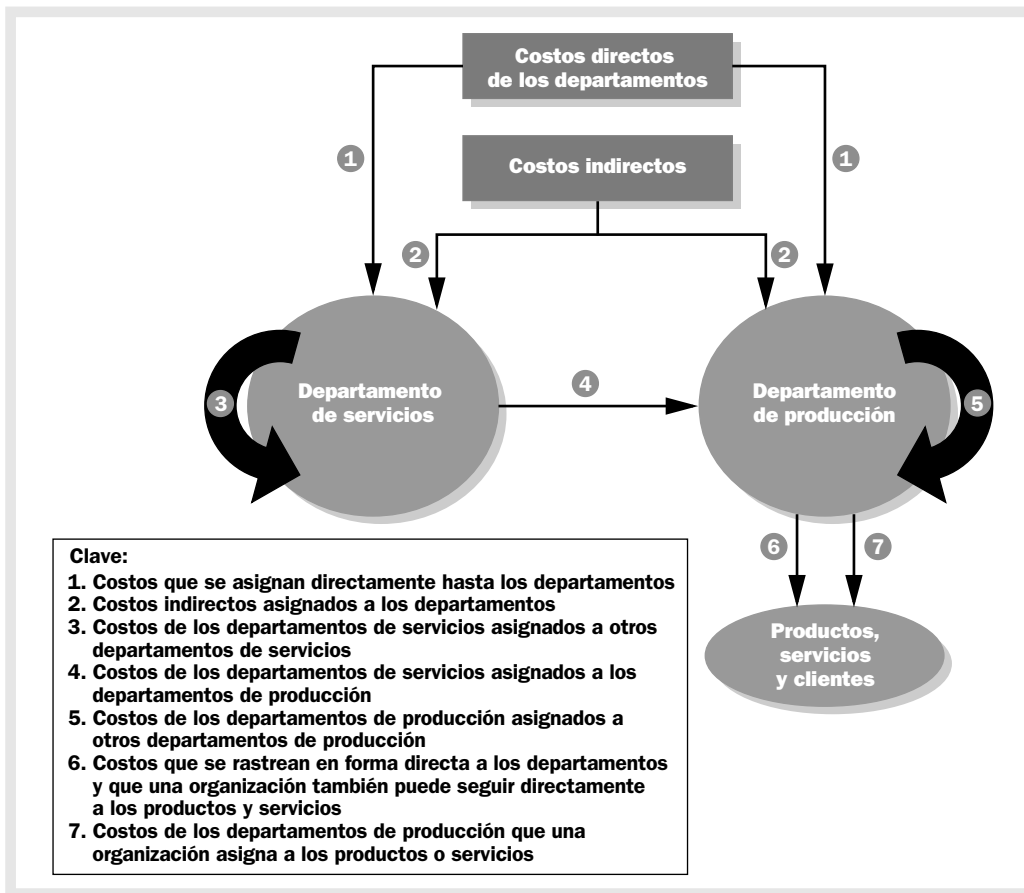 Costos directos
de los departamentos
1
1
Costos indirectos
2
2
Departamento
de servicios
3
4
Departamento
de producción
5
6
7
Productos,
servicios
y clientes
Clave:
1. Costos que se asignan directamente hasta los departamentos
2. Costos indirectos asignados a los departamentos
3. Costos de los departamentos de servicios asignados a otros
departamentos de servicios
4. Costos de los departamentos de servicios asignados a los
departamentos de producción
5. Costos de los departamentos de producción asignados a
otros departamentos de producción
6. Costos que se rastrean en forma directa a los departamentos
y que una organización también puede seguir directamente
a los productos y servicios
7. Costos de los departamentos de producción que una
organización asigna a los productos o servicios